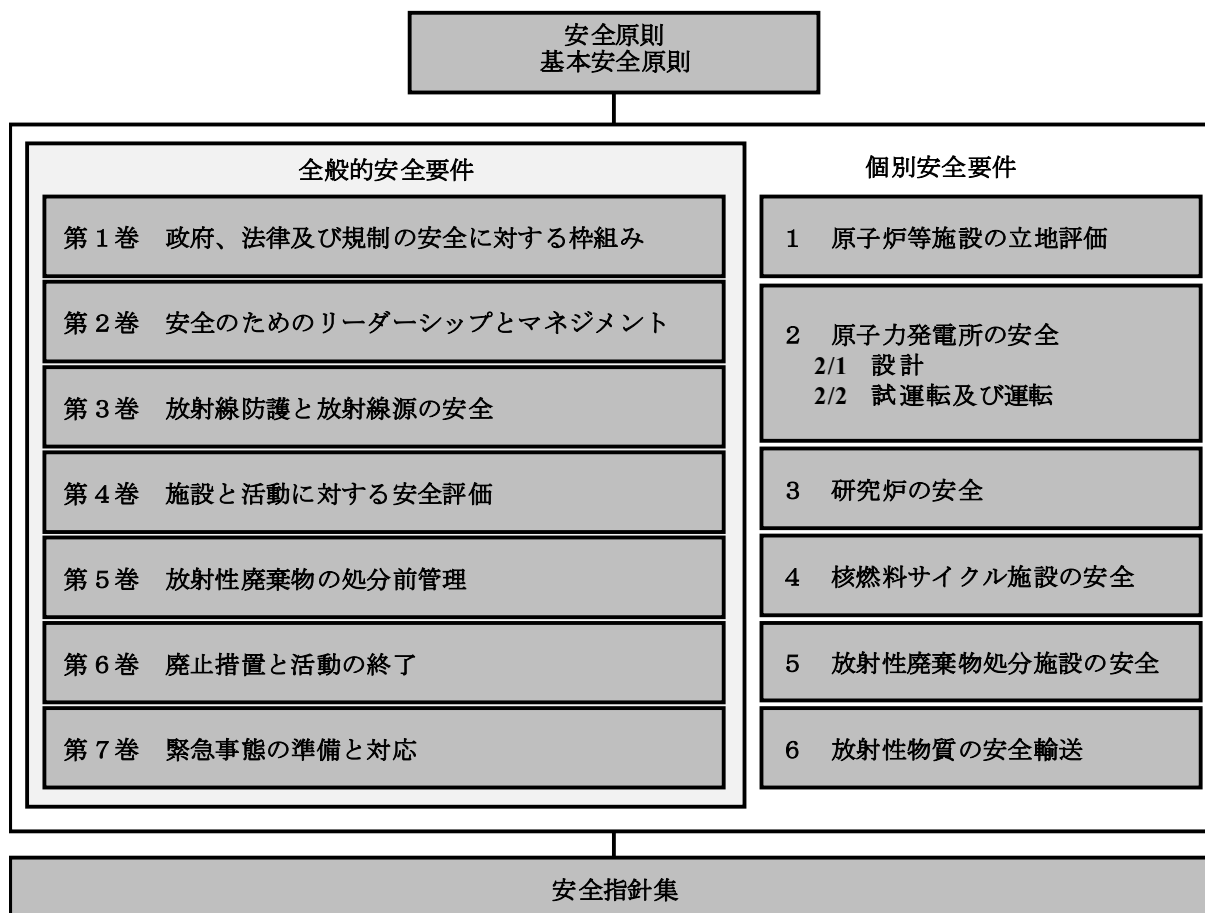 安全原則
基本安全原則
全般的安全要件
第１巻　政府、法律及び規制の安全に対する枠組み
第２巻　安全のためのリーダーシップとマネジメント
第３巻　放射線防護と放射線源の安全
第４巻　施設と活動に対する安全評価
第５巻　放射性廃棄物の処分前管理
第６巻　廃止措置と活動の終了
第７巻　緊急事態の準備と対応
個別安全要件
１　原子炉等施設の立地評価
２　原子力発電所の安全
2/1　設計
2/2　試運転及び運転
３　研究炉の安全
４　核燃料サイクル施設の安全
５　放射性廃棄物処分施設の安全
６　放射性物質の安全輸送
安全指針集